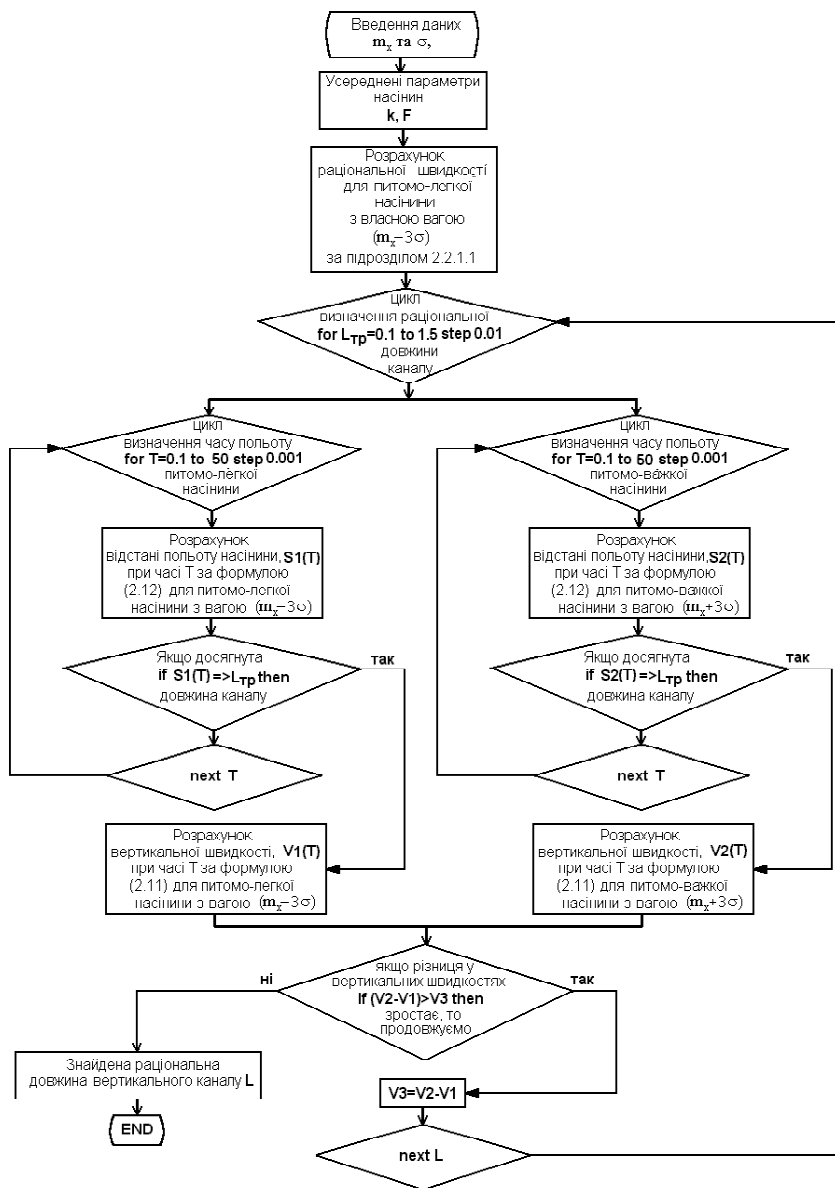 Введення даних
mₓ та σ,
Усереднені параметри
насінин
k, F
Розрахунок
раціональної швидкості
для питомо-легкої
насінини
з власною вагою
(mₓ−3σ)
за підрозділом 2.2.1.1
цикл
визначення раціональної
for Lтр=0.1 to 1.5 step 0.01
довжини
каналу
цикл
визначення часу польоту
for T=0.1 to 50 step 0.001
питомо-легкої
насінини
Розрахунок
відстані польоту насінини, S1(T)
при часі T за формулою
(2.12) для питомо-легкої
насінини з вагою (mₓ−3σ)
Якщо досягнута
if S1(T)=>Lтр then
довжина каналу
так
next T
Розрахунок
вертикальної швидкості, V1(T)
при часі T за формулою
(2.11) для питомо-легкої
насінини з вагою (mₓ−3σ)
цикл
визначення часу польоту
for T=0.1 to 50 step 0.001
питомо-важкої
насінини
Розрахунок
відстані польоту насінини, S2(T)
при часі T за формулою
(2.12) для питомо-важкої
насінини з вагою (mₓ+3σ)
Якщо досягнута
if S2(T)=>Lтр then
довжина каналу
так
next T
Розрахунок
вертикальної швидкості, V2(T)
при часі T за формулою
(2.11) для питомо-важкої
насінини з вагою (mₓ+3σ)
якщо різниця у
вертикальних швидкостях
if (V2-V1)>V3 then
зростає, то
продовжуємо
ні
так
Знайдена раціональна
довжина вертикального каналу L
END
V3=V2-V1
next L